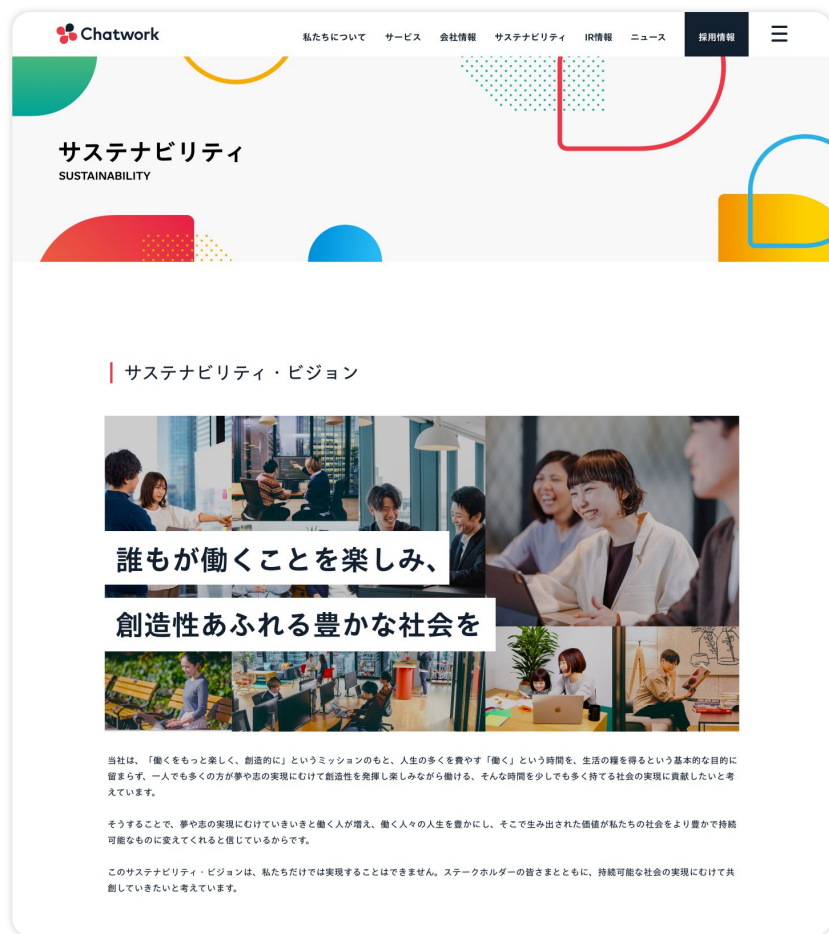 Chatwork
私たちについて サービス 会社情報 サステナビリティ IR情報 ニュース 採用情報
サステナビリティ
SUSTAINABILITY
サステナビリティ・ビジョン
誰もが働くことを楽しみ、
創造性あふれる豊かな社会を
当社は、「働くをもっと楽しく、創造的に」というミッションのもと、人生の多くを費やす「働く」という時間を、生活の糧を得るという基本的な目的に
留まらず、一人でも多くの方が夢や志の実現にむけて創造性を発揮し楽しみながら働ける、そんな時間を少しでも多く持てる社会の実現に貢献したいと考
えています。
そうすることで、夢や志の実現にむけていきいきと働く人が増え、働く人々の人生を豊かにし、そこで生み出された価値が私たちの社会をより豊かで持続
可能なものに変えてくれると信じているからです。
このサステナビリティ・ビジョンは、私たちだけでは実現することはできません。ステークホルダーの皆さまとともに、持続可能な社会の実現にむけて共
創していきたいと考えています。